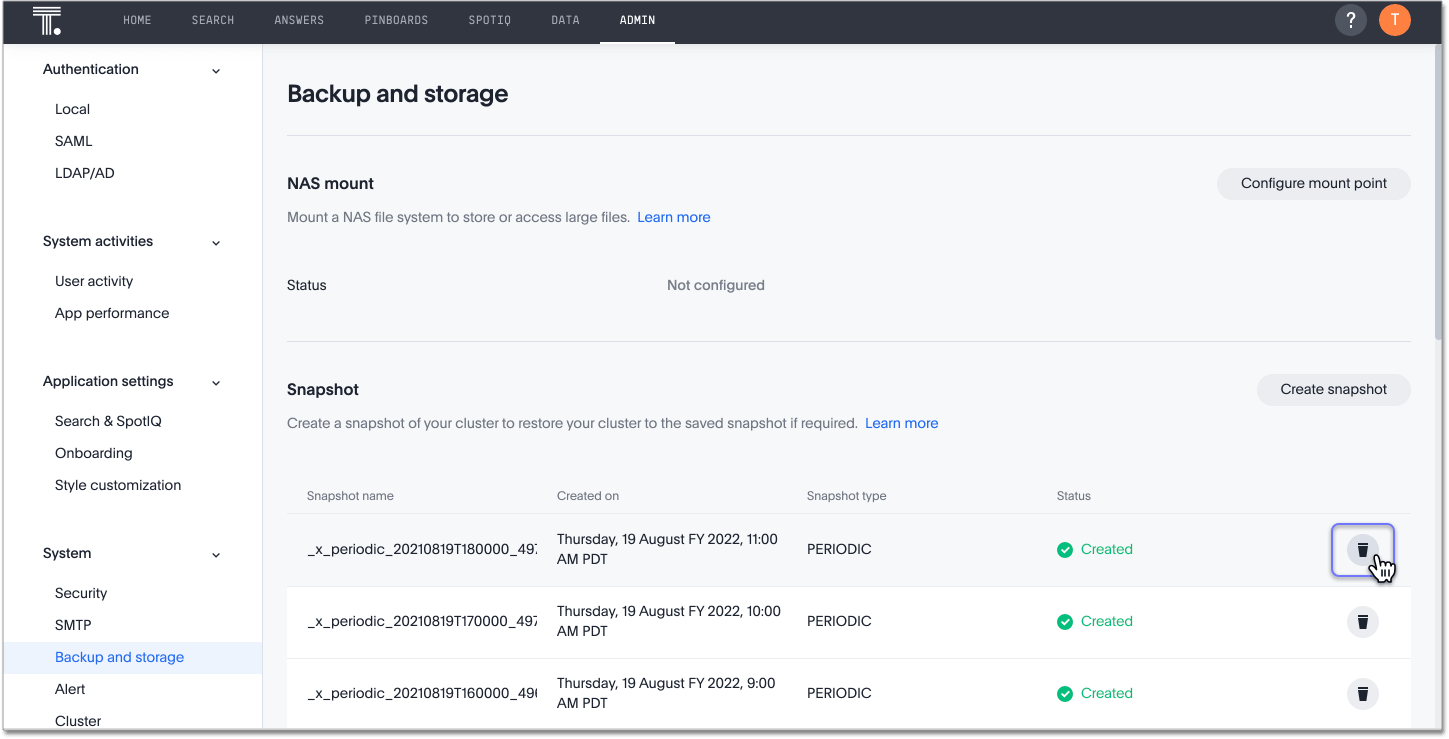 T.
HOME SEARCH ANSWERS PINBOARDS SPOTIQ DATA ADMIN ? T
Authentication
Local
SAML
LDAP/AD
System activities
User activity
App performance
Application settings
Search & SpotIQ
Onboarding
Style customization
System
Security
SMTP
Backup and storage
Alert
Cluster
Backup and storage
NAS mount
Configure mount point
Mount a NAS file system to store or access large files. Learn more
Status Not configured
Snapshot
Create snapshot
Create a snapshot of your cluster to restore your cluster to the saved snapshot if required. Learn more
Snapshot name Created on Snapshot type Status
_x_periodic_20210819T180000_497 Thursday, 19 August FY 2022, 11:00 PERIODIC Created
AM PDT
_x_periodic_20210819T170000_497 Thursday, 19 August FY 2022, 10:00 PERIODIC Created
AM PDT
_x_periodic_20210819T160000_496 Thursday, 19 August FY 2022, 9:00 PERIODIC Created
AM PDT